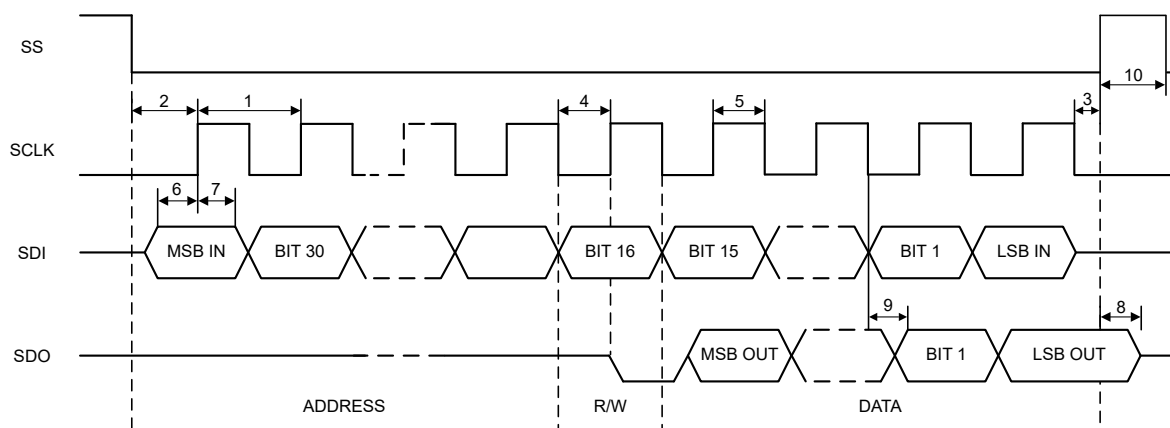 SS
10
2
1
4
5
3
SCLK
6
7
SDI
MSB IN
BIT 30
BIT 16
BIT 15
BIT 1
LSB IN
9
8
SDO
MSB OUT
BIT 1
LSB OUT
ADDRESS
R/W
DATA